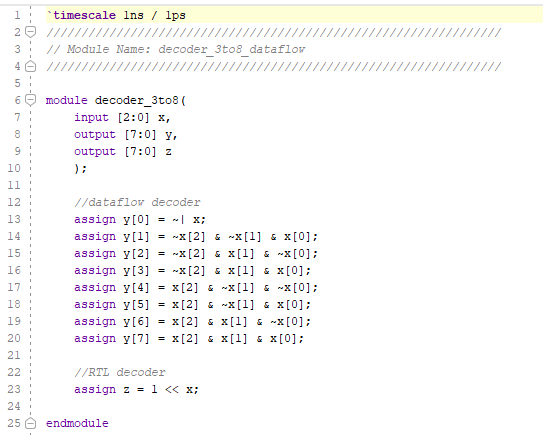 1 `timescale 1ns / 1ps
2 //////////////////////////////////////////////////////////////////
3 // Module Name: decoder_3to8_dataflow
4 //////////////////////////////////////////////////////////////////
5
6 module decoder_3to8(
7 input [2:0] x,
8 output [7:0] y,
9 output [7:0] z
10 );
11
12 //dataflow decoder
13 assign y[0] = ~| x;
14 assign y[1] = ~x[2] & ~x[1] & x[0];
15 assign y[2] = ~x[2] & x[1] & ~x[0];
16 assign y[3] = ~x[2] & x[1] & x[0];
17 assign y[4] = x[2] & ~x[1] & ~x[0];
18 assign y[5] = x[2] & ~x[1] & x[0];
19 assign y[6] = x[2] & x[1] & ~x[0];
20 assign y[7] = x[2] & x[1] & x[0];
21
22 //RTL decoder
23 assign z = 1 << x;
24
25 endmodule